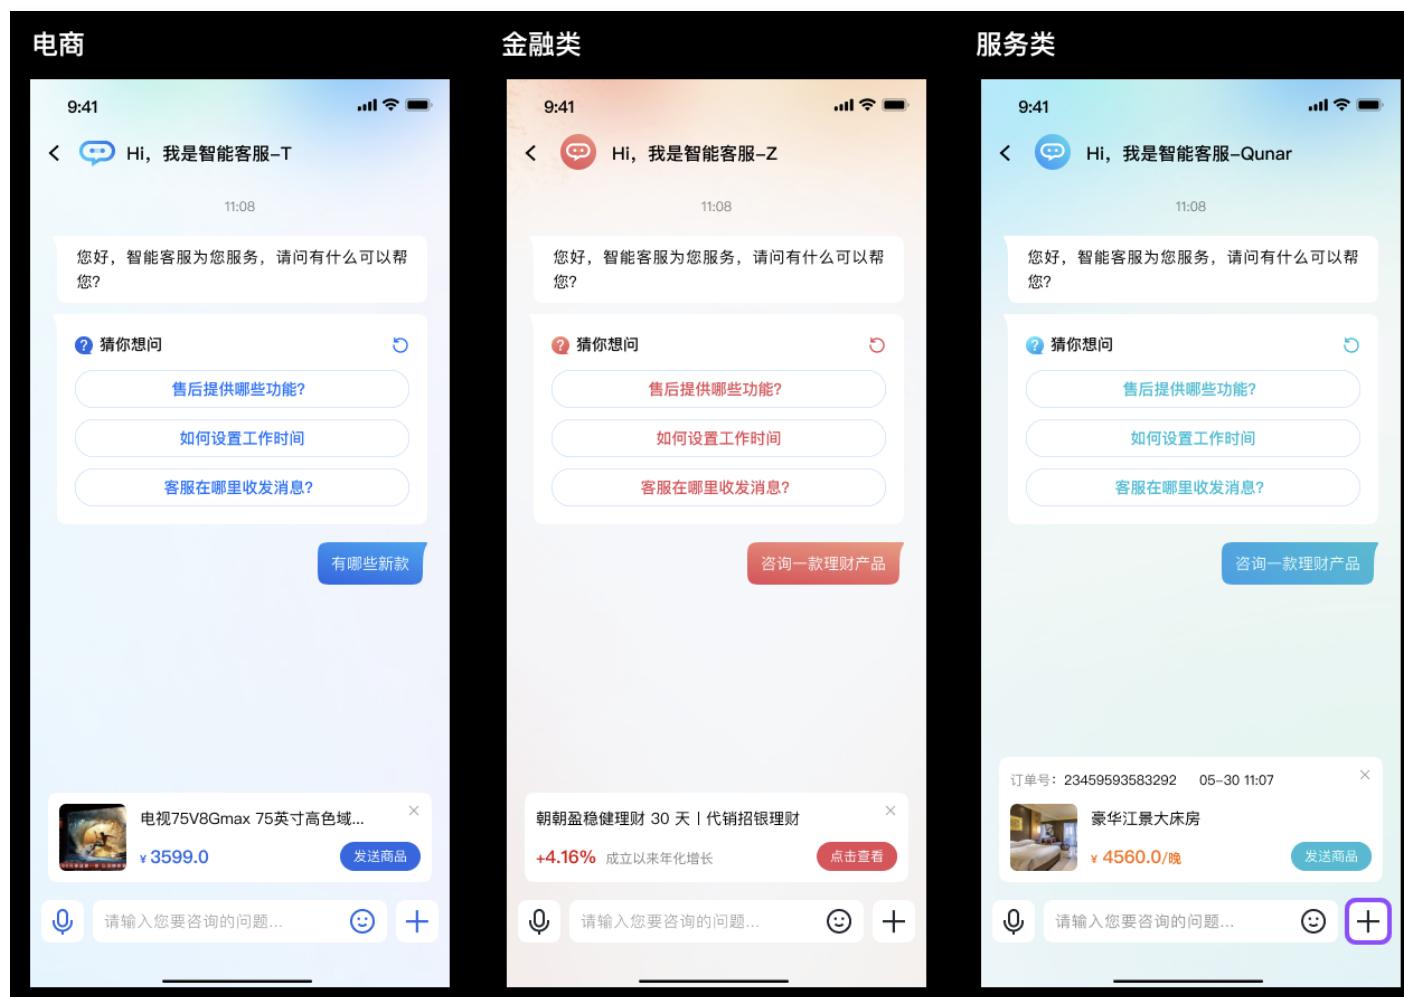 电商
9:41
Hi，我是智能客服-T
11:08
您好，智能客服为您服务，请问有什么可以帮
您?
猜你想问
售后提供哪些功能?
如何设置工作时间
客服在哪里收发消息?
有哪些新款
电视75V8Gmax 75英寸高色域...
¥ 3599.0
发送商品
请输入您要咨询的问题...
金融类
9:41
Hi，我是智能客服-Z
11:08
您好，智能客服为您服务，请问有什么可以帮
您?
猜你想问
售后提供哪些功能?
如何设置工作时间
客服在哪里收发消息?
咨询一款理财产品
朝朝盈稳健理财 30 天丨代销招银理财
+4.16% 成立以来年化增长
点击查看
请输入您要咨询的问题...
服务类
9:41
Hi，我是智能客服-Qunar
11:08
您好，智能客服为您服务，请问有什么可以帮
您?
猜你想问
售后提供哪些功能?
如何设置工作时间
客服在哪里收发消息?
咨询一款理财产品
订单号：23459593583292 05-30 11:07
豪华江景大床房
¥ 4560.0/晚
发送商品
请输入您要咨询的问题...